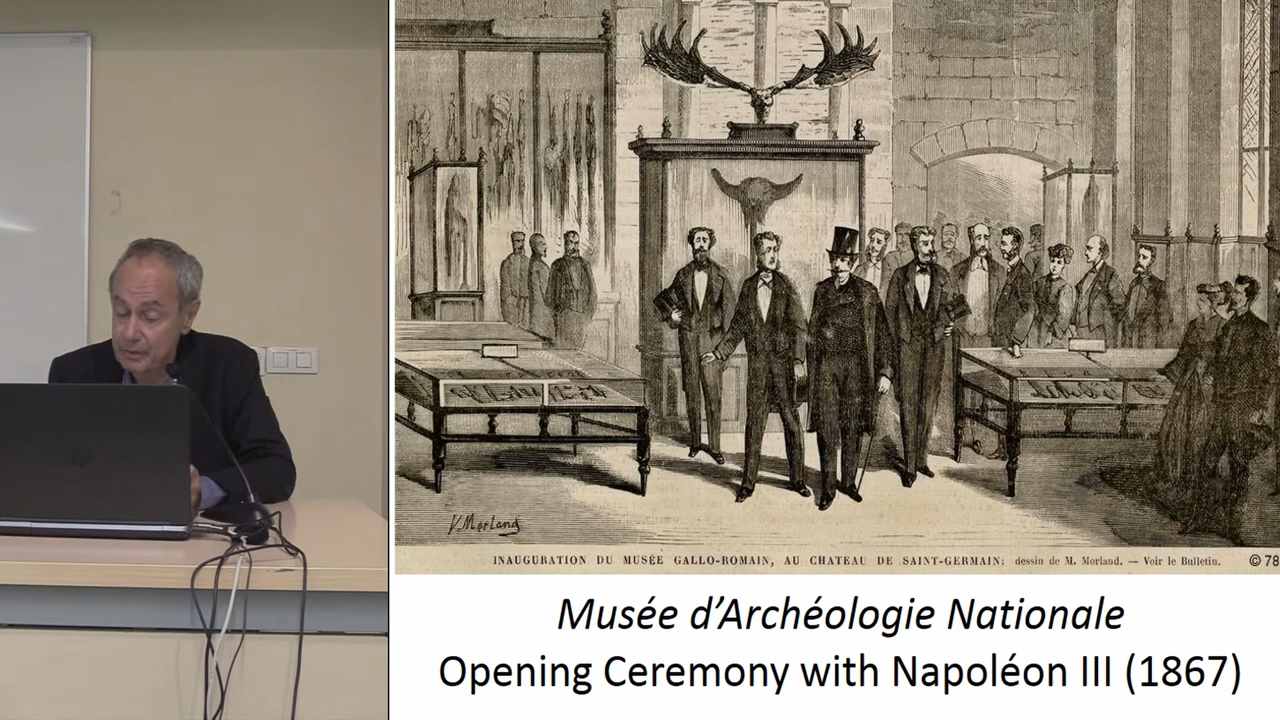 V. Morland
INAUGURATION DU MUSÉE GALLO-ROMAIN, AU CHATEAU DE SAINT-GERMAIN; dessin de M. Morland. — Voir le Bulletin. © 78
Musée d’Archéologie Nationale
Opening Ceremony with Napoléon III (1867)